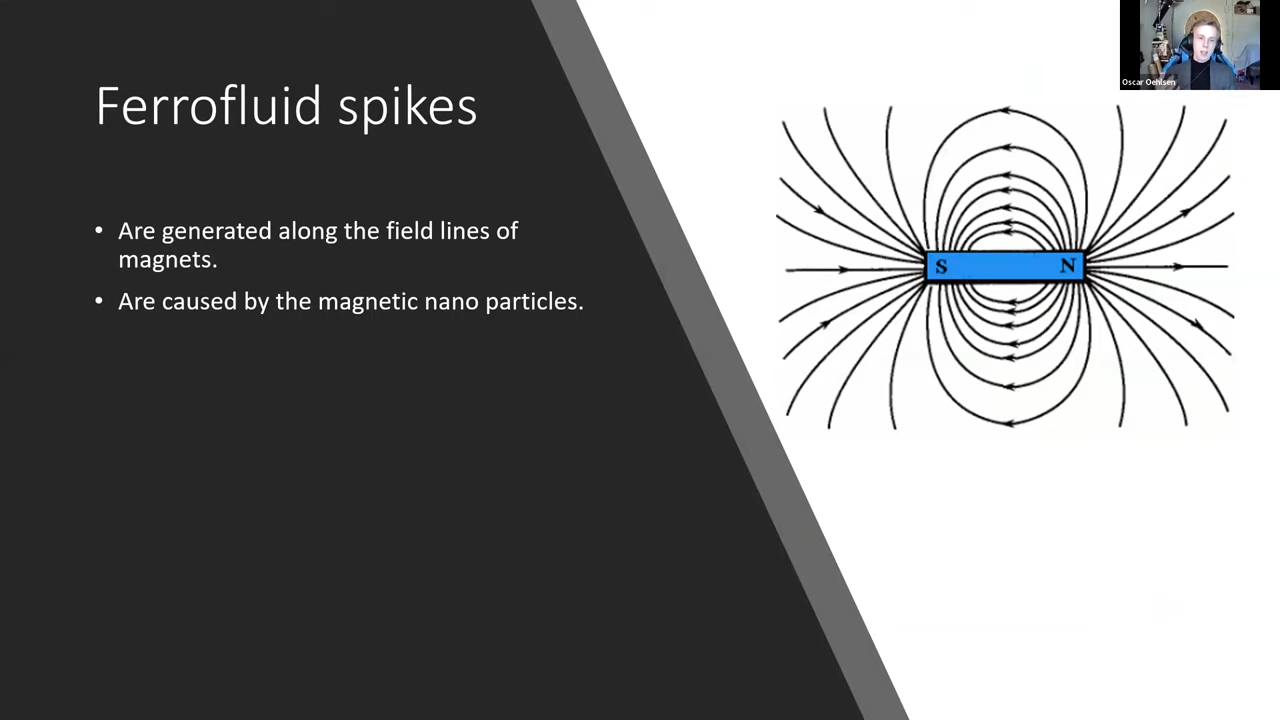 Ferrofluid spikes
• Are generated along the field lines of
magnets.
• Are caused by the magnetic nano particles.
Oscar Oehlsen
S N